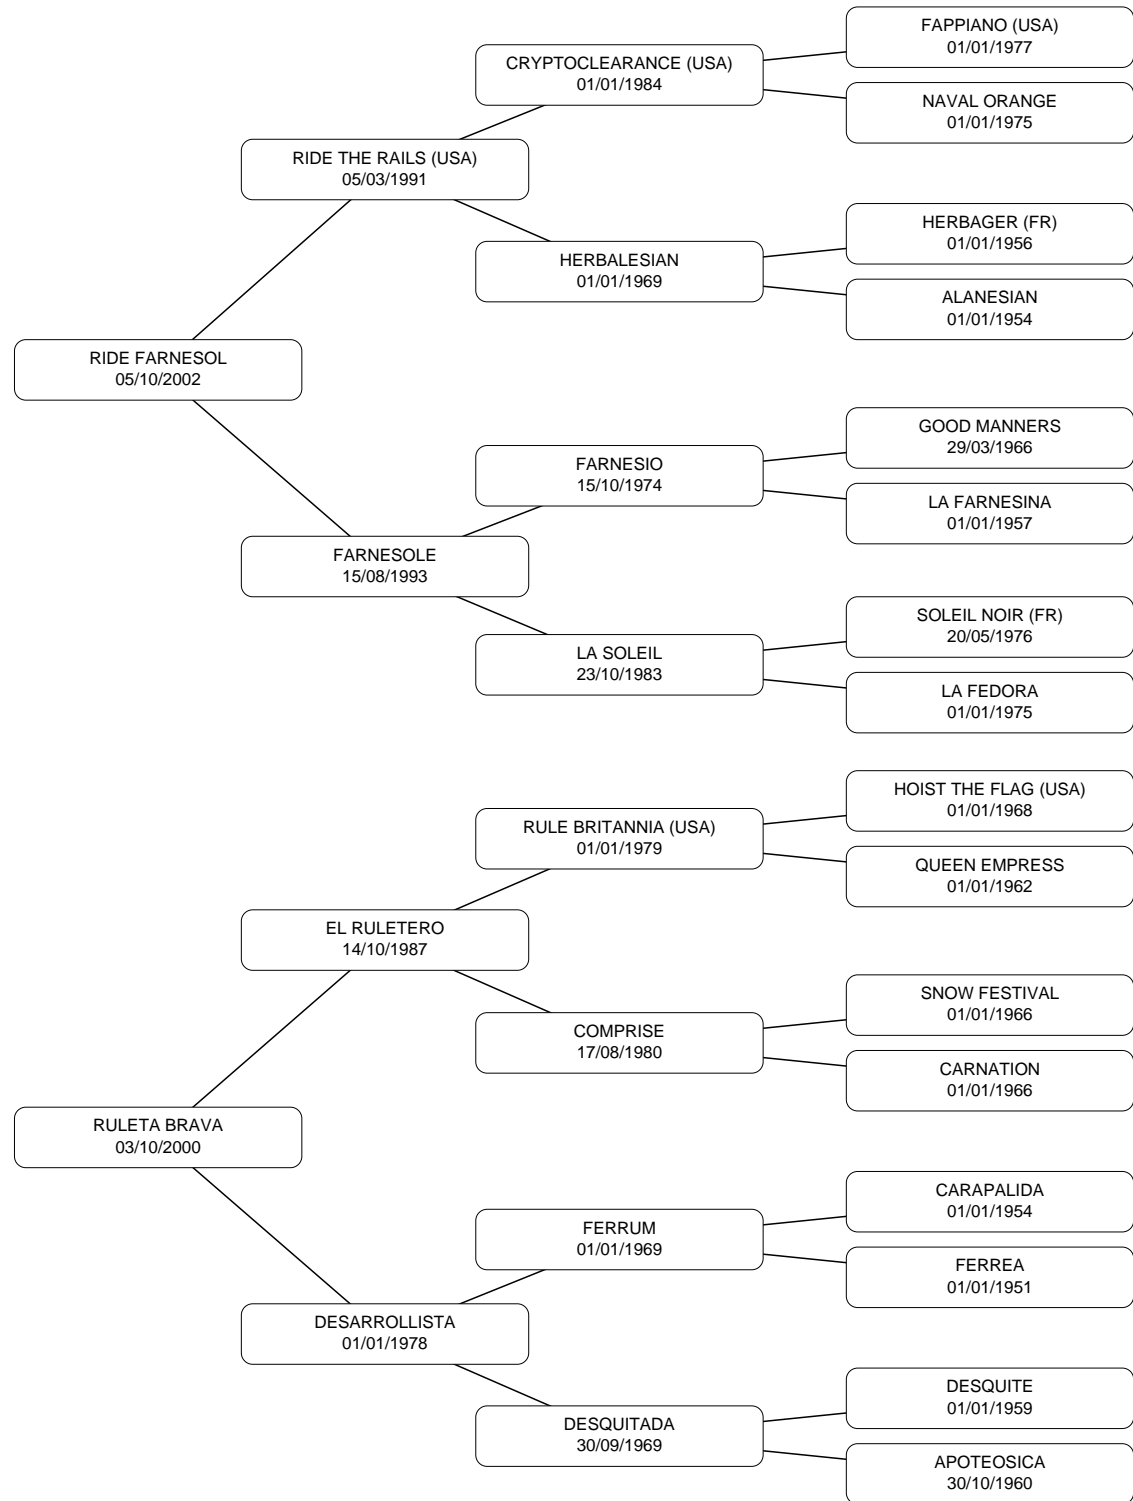 FAPPIANO (USA)
01/01/1977
CRYPTOCLEARANCE (USA)
01/01/1984
NAVAL ORANGE
01/01/1975
RIDE THE RAILS (USA)
05/03/1991
HERBAGER (FR)
01/01/1956
HERBALESIAN
01/01/1969
ALANESIAN
01/01/1954
RIDE FARNESOL
05/10/2002
GOOD MANNERS
29/03/1966
FARNESIO
15/10/1974
LA FARNESINA
01/01/1957
FARNESOLE
15/08/1993
SOLEIL NOIR (FR)
20/05/1976
LA SOLEIL
23/10/1983
LA FEDORA
01/01/1975
HOIST THE FLAG (USA)
01/01/1968
RULE BRITANNIA (USA)
01/01/1979
QUEEN EMPRESS
01/01/1962
EL RULETERO
14/10/1987
SNOW FESTIVAL
01/01/1966
COMPRISE
17/08/1980
CARNATION
01/01/1966
RULETA BRAVA
03/10/2000
CARAPALIDA
01/01/1954
FERRUM
01/01/1969
FERREA
01/01/1951
DESARROLLISTA
01/01/1978
DESQUITE
01/01/1959
DESQUITADA
30/09/1969
APOTEOSICA
30/10/1960